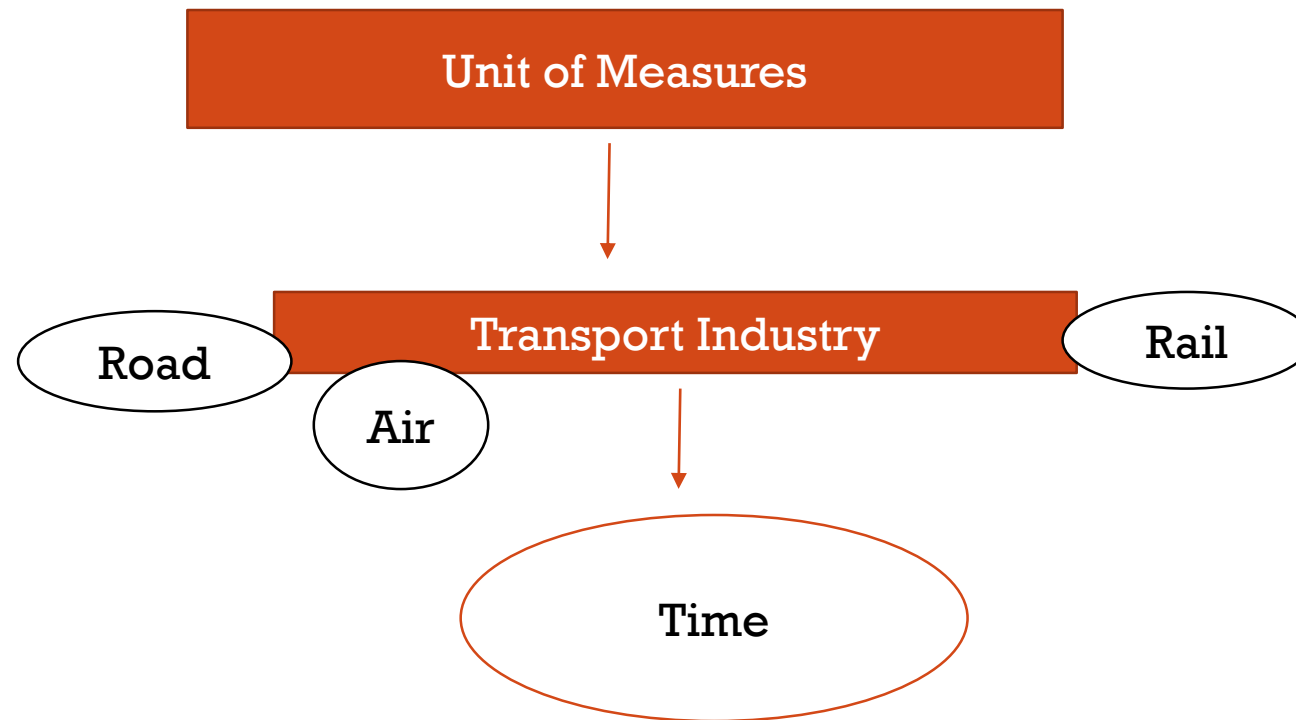 Unit of Measures
Transport Industry
Road
Rail
Air
Time